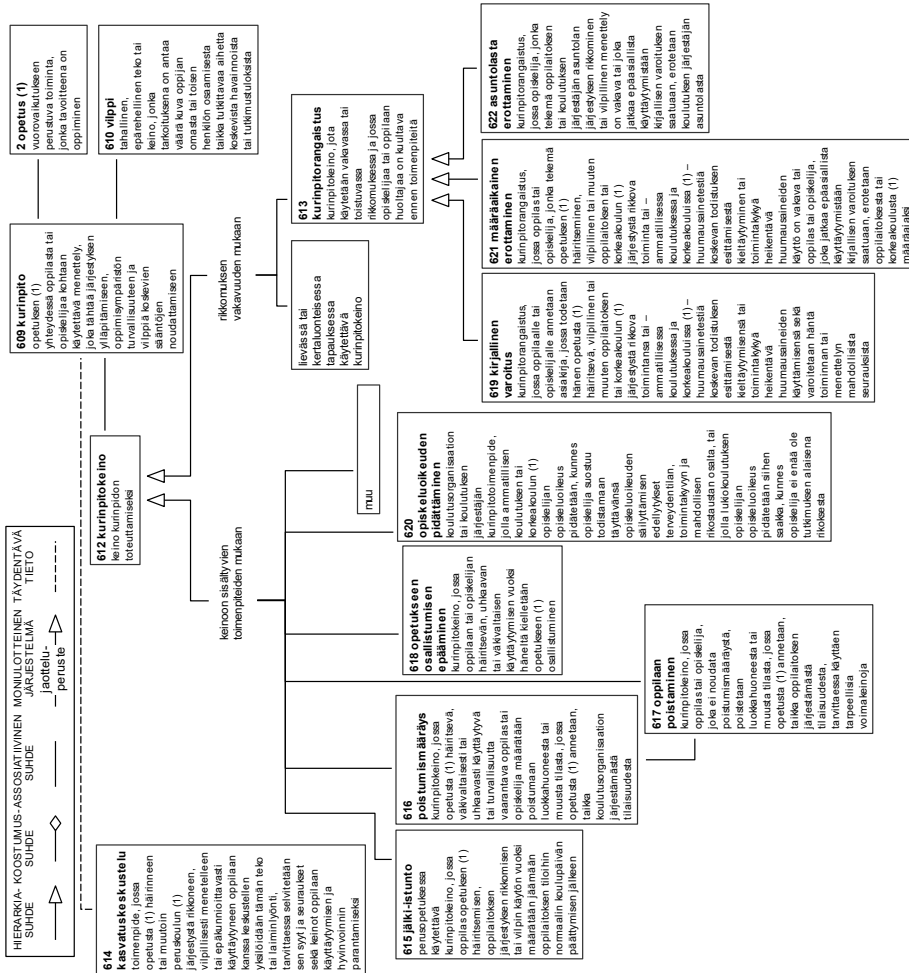 HIERARKIA-
SUHDE
KOOSTUMUS-
SUHDE
ASSOSIATIIVINEN
SUHDE
MONIULOTTEINEN
JÄRJESTELMÄ
jaottelu-
peruste
TÄYDENTÄVÄ
TIETO
2 opetus (1)
vuorovaikutukseen
perustuva toiminta,
jonka tavoitteena on
oppiminen
609 kurinpito
opetuksen (1)
yhteydessä oppilasta tai
opiskelijaa kohtaan
käytettävä menettely,
joka tähtää järjestyksen
ylläpitämiseen,
oppimisympäristön
turvallisuuteen ja
vilppiä koskevien
sääntöjen
noudattamiseen
610 vilppi
tahallinen,
epärehellinen teko tai
keino, jonka
tarkoituksena on antaa
väärä kuva oppijan
omasta tai toisen
henkilön osaamisesta
taikka tutkittavaa aihetta
koskevista havainnoista
tai tutkimustuloksista
612 kurinpitokeino
keino kurinpidon
toteuttamiseksi
614
kasvatuskeskustelu
toimenpide, jossa
opetusta (1) häirinneen
tai muutoin
peruskoulun (1)
järjestystä rikkoneen,
vilpillisesti menetelleen
tai epäkunnioittavasti
käyttäytyneen oppilaan
kanssa keskustellen
yksilöidään tämän teko
tai laiminlyönti,
tarvittaessa selvitetään
sen syyt ja seuraukset
sekä keinot oppilaan
käyttäytymisen ja
hyvinvoinnin
parantamiseksi
keinoon sisältyvien
toimenpiteiden mukaan
rikkomuksen
vakavuuden mukaan
lievässä tai
kertaluonteisessa
tapauksessa
käytettävä
kurinpitokeino
613
kurinpitorangaistus
kurinpitokeino, jota
käytetään vakavassa tai
toistuvassa
rikkomuksessa ja jossa
opiskelijaa tai oppilaan
huoltajaa on kuultava
ennen toimenpiteitä
muu
615 jälki-istunto
perusopetuksessa
käytettävä
kurinpitokeino, jossa
oppilas opetuksen (1)
häiritsemisen,
oppilaitoksen
järjestyksen rikkomisen
tai vilpin käytön vuoksi
määrätään jäämään
oppilaitoksen tiloihin
normaalin koulupäivän
päättymisen jälkeen
616
poistumismääräys
kurinpitokeino, jossa
opetusta (1) häiritsevä,
väkivaltaisesti tai
uhkaavasti käyttäytyvä
tai turvallisuutta
vaarantava oppilas tai
opiskelija määrätään
poistumaan
luokkahuoneesta tai
muusta tilasta, jossa
opetusta (1) annetaan,
taikka
koulutusorganisaation
järjestämästä
tilaisuudesta
617 oppilaan
poistaminen
kurinpitokeino, jossa
oppilas tai opiskelija,
joka ei noudata
poistumismääräystä,
poistetaan
luokkahuoneesta tai
muusta tilasta, jossa
opetusta (1) annetaan,
taikka oppilaitoksen
järjestämästä
tilaisuudesta,
tarvittaessa käyttäen
tarpeellisia
voimakeinoja
618 opetukseen
osallistumisen
epääminen
kurinpitokeino, jossa
oppilaan tai opiskelijan
häiritsevän, uhkaavan
tai väkivaltaisen
käyttäytymisen vuoksi
häneltä kielletään
opetukseen (1)
osallistuminen
620
opiskeluoikeuden
pidättäminen
koulutusorganisaation
tai koulutuksen
järjestäjän
kurinpitotoimenpide,
jolla ammatillisen
koulutuksen tai
korkeakoulun (1)
opiskelijan
opiskeluoikeus
pidätetään, kunnes
opiskelija suostuu
todistamaan
täyttävänsä
opiskeluoikeuden
säilyttämisen
edellytykset
terveydentilan,
toimintakyvyn ja
mahdollisen
rikostaustan osalta, tai
jolla lukiokoulutuksen
opiskelijan
opiskeluoikeus
pidätetään siihen
saakka, kunnes
opiskelija ei enää ole
tutkimuksen alaisena
rikoksesta
619 kirjallinen
varoitus
kurinpitorangaistus,
jossa oppilaalle tai
opiskelijalle annetaan
asiakirja, jossa todetaan
hänen opetusta (1)
häiritsevä, vilpillinen tai
muuten oppilaitoksen
tai korkeakoulun (1)
järjestystä rikkova
toimintansa tai –
ammatillisessa
koulutuksessa ja
korkeakouluissa (1) –
huumausainetestiä
koskevan todistuksen
esittämisestä
kieltäytymisensä tai
toimintakykyä
heikentävä
huumausaineiden
käyttämisensä sekä
varoitetaan häntä
toiminnan tai
menettelyn
mahdollisista
seurauksista
621 määräaikainen
erottaminen
kurinpitorangaistus,
jossa oppilas tai
opiskelija, jonka tekemä
opetuksen (1)
häiritseminen,
vilpillinen tai muuten
oppilaitoksen tai
korkeakoulun (1)
järjestystä rikkova
toiminta tai –
ammatillisessa
koulutuksessa ja
korkeakouluissa (1) –
huumausainetestiä
koskevan todistuksen
esittämisestä
kieltäytyminen tai
toimintakykyä
heikentävä
huumausaineiden
käyttö on vakava tai
oppilas tai opiskelija,
joka jatkaa epäasiallista
käyttäytymistään
kirjallisen varoituksen
saatuaan, erotetaan
oppilaitoksesta tai
korkeakoulusta (1)
määräajaksi
622 asuntolasta
erottaminen
kurinpitorangaistus,
jossa opiskelija, jonka
tekemä oppilaitoksen
tai koulutuksen
järjestäjän asuntolan
järjestyksen rikkominen
tai vilpillinen menettely
on vakava tai joka
jatkaa epäasiallista
käyttäytymistään
kirjallisen varoituksen
saatuaan, erotetaan
koulutuksen järjestäjän
asuntolasta